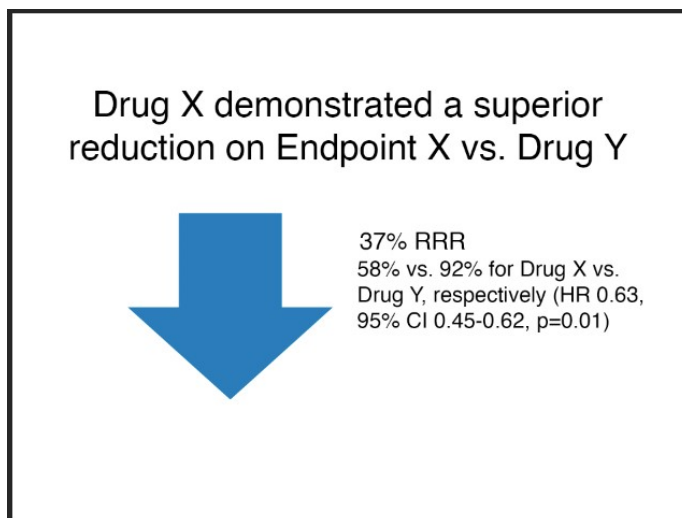 Drug X demonstrated a superior
reduction on Endpoint X vs. Drug Y
37% RRR
58% vs. 92% for Drug X vs.
Drug Y, respectively (HR 0.63,
95% CI 0.45-0.62, p=0.01)